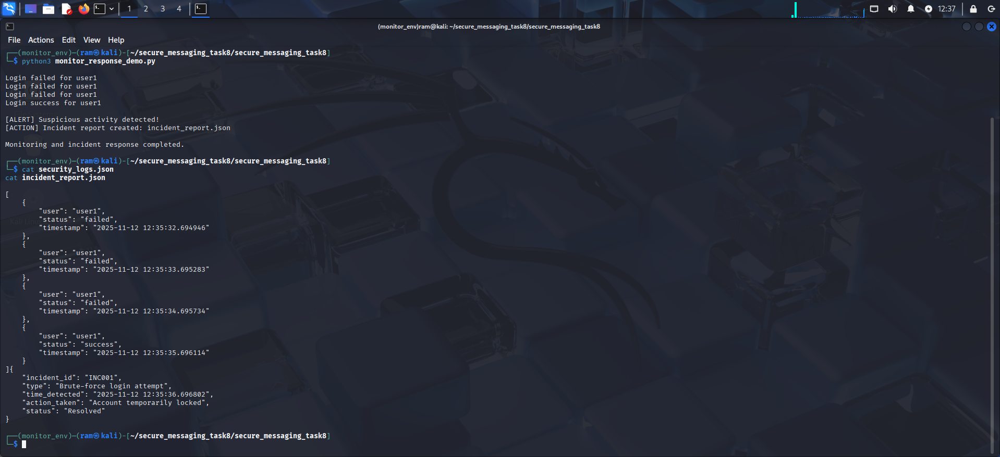 1 2 3 4
12:37
(monitor_env)ram@kali: ~/secure_messaging_task8/secure_messaging_task8
File Actions Edit View Help
┌──(monitor_env)─(ram㉿kali)-[~/secure_messaging_task8/secure_messaging_task8]
└─$ python3 monitor_response_demo.py
Login failed for user1
Login failed for user1
Login failed for user1
Login success for user1
[ALERT] Suspicious activity detected!
[ACTION] Incident report created: incident_report.json
Monitoring and incident response completed.
┌──(monitor_env)─(ram㉿kali)-[~/secure_messaging_task8/secure_messaging_task8]
└─$ cat security_logs.json
cat incident_report.json
[
    {
        "user": "user1",
        "status": "failed",
        "timestamp": "2025-11-12 12:35:32.694946"
    },
    {
        "user": "user1",
        "status": "failed",
        "timestamp": "2025-11-12 12:35:33.695283"
    },
    {
        "user": "user1",
        "status": "failed",
        "timestamp": "2025-11-12 12:35:34.695734"
    },
    {
        "user": "user1",
        "status": "success",
        "timestamp": "2025-11-12 12:35:35.696114"
    }
]{
    "incident_id": "INC001",
    "type": "Brute-force login attempt",
    "time_detected": "2025-11-12 12:35:36.696802",
    "action_taken": "Account temporarily locked",
    "status": "Resolved"
}
┌──(monitor_env)─(ram㉿kali)-[~/secure_messaging_task8/secure_messaging_task8]
└─$